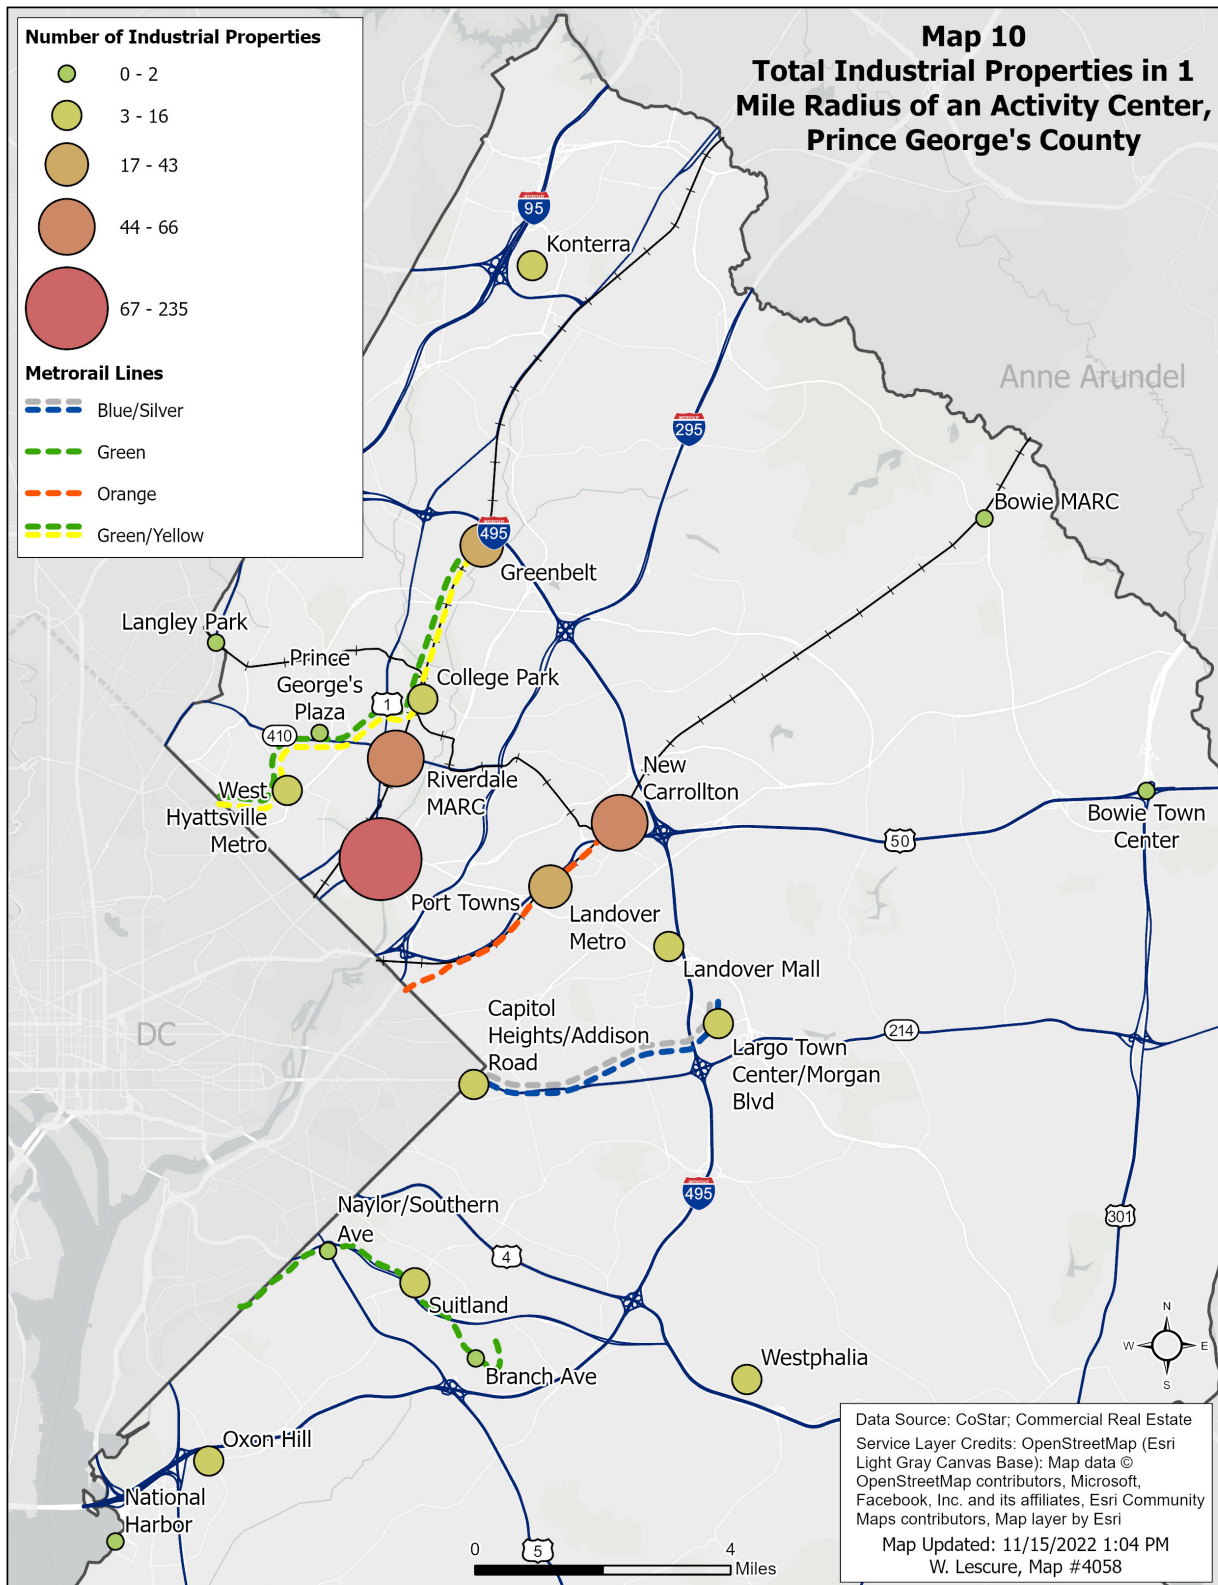 Map 10
Total Industrial Properties in 1
Mile Radius of an Activity Center,
Prince George's County
Number of Industrial Properties
0 - 2
3 - 16
17 - 43
44 - 66
67 - 235
Metrorail Lines
Blue/Silver
Green
Orange
Green/Yellow
95
Konterra
Anne Arundel
295
Bowie MARC
495
Greenbelt
Langley Park
Prince
George's
Plaza
College Park
1
410
West
Hyattsville
Metro
Riverdale
MARC
New
Carrollton
Bowie Town
Center
50
Port Towns
Landover
Metro
Landover Mall
Capitol
Heights/Addison
Road
DC
214
Largo Town
Center/Morgan
Blvd
495
Naylor/Southern
Ave
301
4
Suitland
Branch Ave
Westphalia
N
W
E
S
Oxon Hill
National
Harbor
5
0
4
Miles
Data Source: CoStar; Commercial Real Estate
Service Layer Credits: OpenStreetMap (Esri
Light Gray Canvas Base): Map data ©
OpenStreetMap contributors, Microsoft,
Facebook, Inc. and its affiliates, Esri Community
Maps contributors, Map layer by Esri
Map Updated: 11/15/2022 1:04 PM
W. Lescure, Map #4058